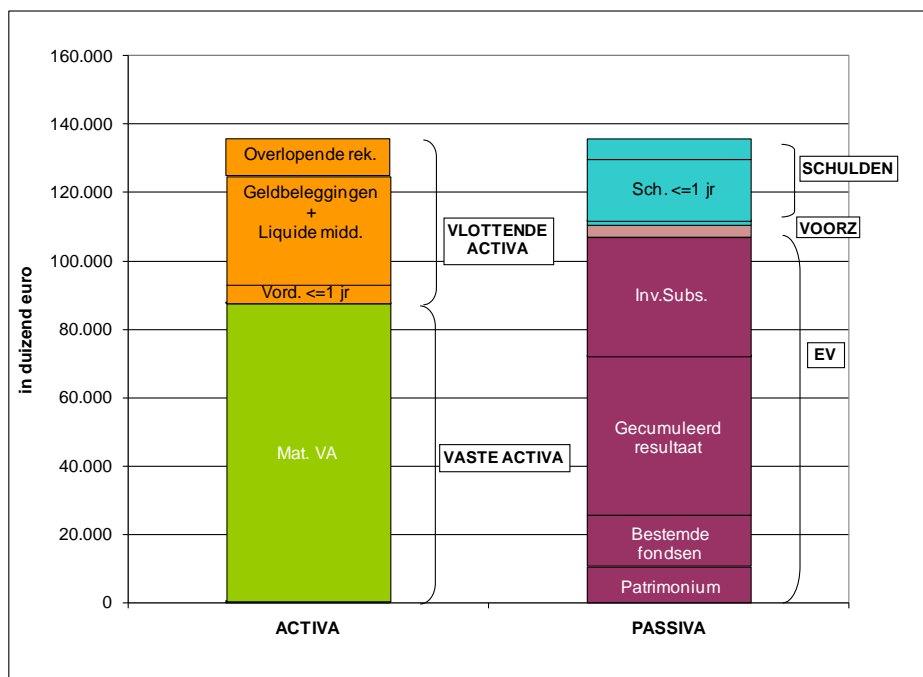 160.000
140.000
120.000
100.000
80.000
60.000
40.000
20.000
0
in duizend euro
Overlopende rek.
Geldbeleggingen
+
Liquide midd.
Vord. <=1 jr
Mat. VA
VLOTTENDE
ACTIVA
VASTE ACTIVA
Sch. <=1 jr
Inv.Subs.
Gecumuleerd
resultaat
Bestemde
fondsen
Patrimonium
SCHULDEN
VOORZ
EV
ACTIVA
PASSIVA